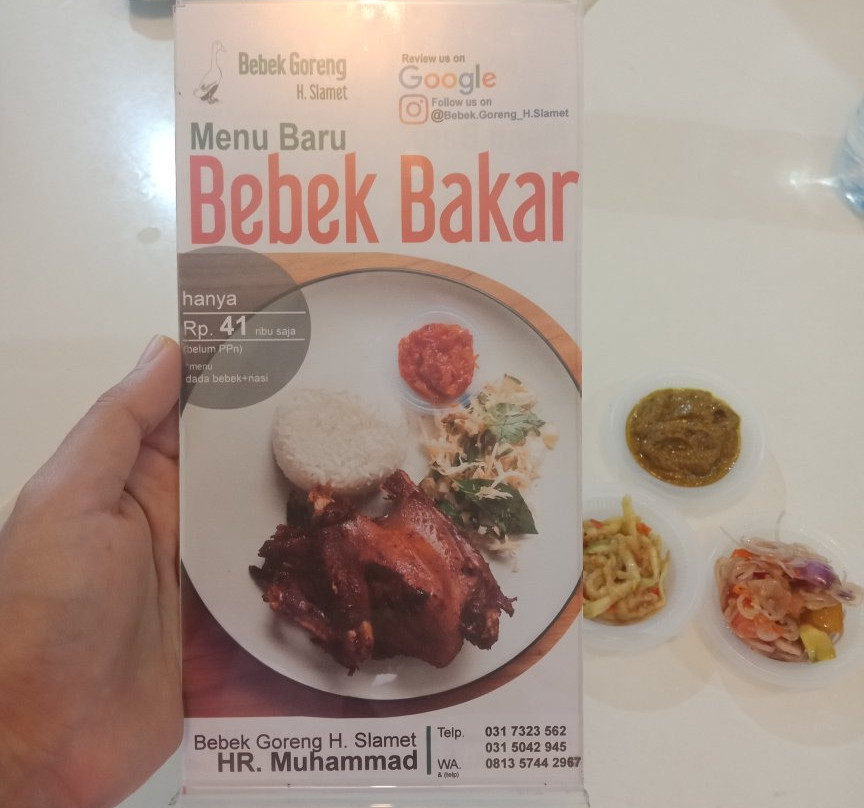 Bebek Goreng
H. Slamet
Review us on
Google
Follow us on
@Bebek.Goreng_H.Slamet
Menu Baru
Bebek Bakar
hanya
Rp. 41 ribu saja
(belum PPn)
*menu
dada bebek+nasi
Bebek Goreng H. Slamet
HR. Muhammad
Telp. 031 7323 562
031 5042 945
WA. 0813 5744 2967
& (telp)